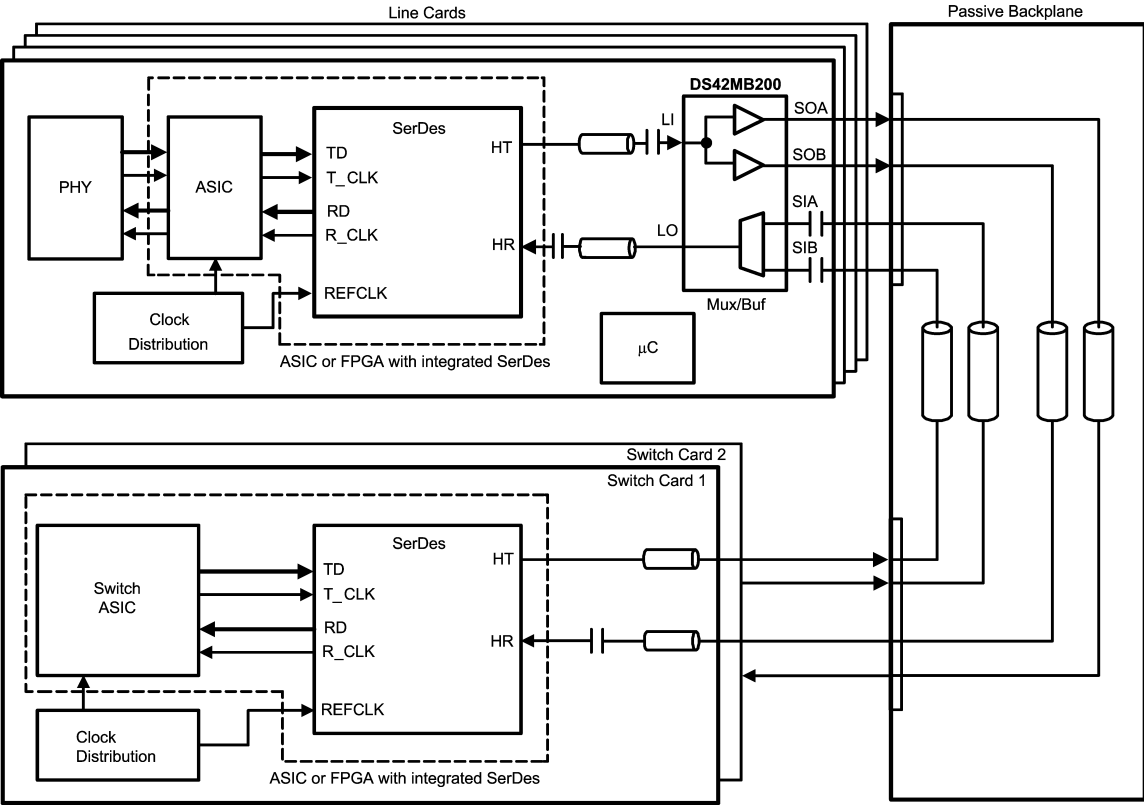 Line Cards
Passive Backplane
DS42MB200
SerDes
PHY
ASIC
TD
T_CLK
RD
R_CLK
REFCLK
HT
HR
LI
LO
SOA
SOB
SIA
SIB
Mux/Buf
Clock
Distribution
ASIC or FPGA with integrated SerDes
μC
Switch Card 2
Switch Card 1
SerDes
Switch
ASIC
TD
T_CLK
RD
R_CLK
REFCLK
HT
HR
Clock
Distribution
ASIC or FPGA with integrated SerDes